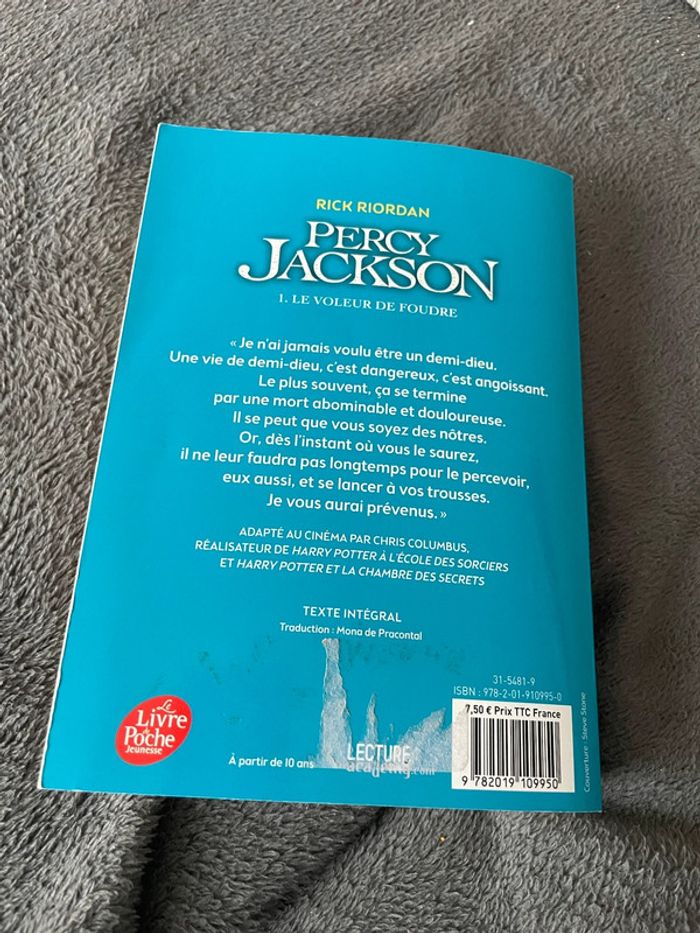 RICK RIORDAN
PERCY
JACKSON
1. LE VOLEUR DE FOUDRE
« Je n'ai jamais voulu être un demi-dieu.
Une vie de demi-dieu, c'est dangereux, c'est angoissant.
Le plus souvent, ça se termine
par une mort abominable et douloureuse.
Il se peut que vous soyez des nôtres.
Or, dès l'instant où vous le saurez,
il ne leur faudra pas longtemps pour le percevoir,
eux aussi, et se lancer à vos trousses.
Je vous aurai prévenus. »
ADAPTÉ AU CINÉMA PAR CHRIS COLUMBUS,
RÉALISATEUR DE HARRY POTTER À L'ÉCOLE DES SORCIERS
ET HARRY POTTER ET LA CHAMBRE DES SECRETS
TEXTE INTÉGRAL
Traduction : Mona de Pracontal
Le
Livre
de
Poche
Jeunesse
À partir de 10 ans
LECTURE
academy.com
31-5481-9
ISBN : 978-2-01-910995-0
7,50 € Prix TTC France
9 782019 109950
Couverture : Steve Stone